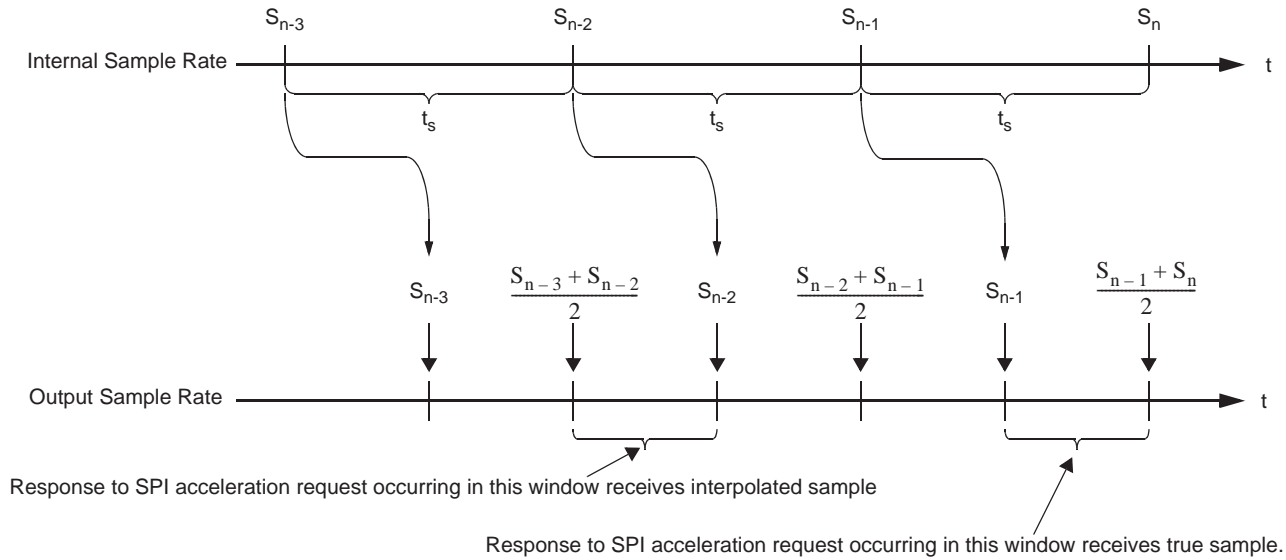 S_{n-3} S_{n-2} S_{n-1} S_n
Internal Sample Rate t
t_s t_s t_s
S_{n-3} \frac{S_{n-3} + S_{n-2}}{2} S_{n-2} \frac{S_{n-2} + S_{n-1}}{2} S_{n-1} \frac{S_{n-1} + S_n}{2}
Output Sample Rate t
Response to SPI acceleration request occurring in this window receives interpolated sample
Response to SPI acceleration request occurring in this window receives true sample.